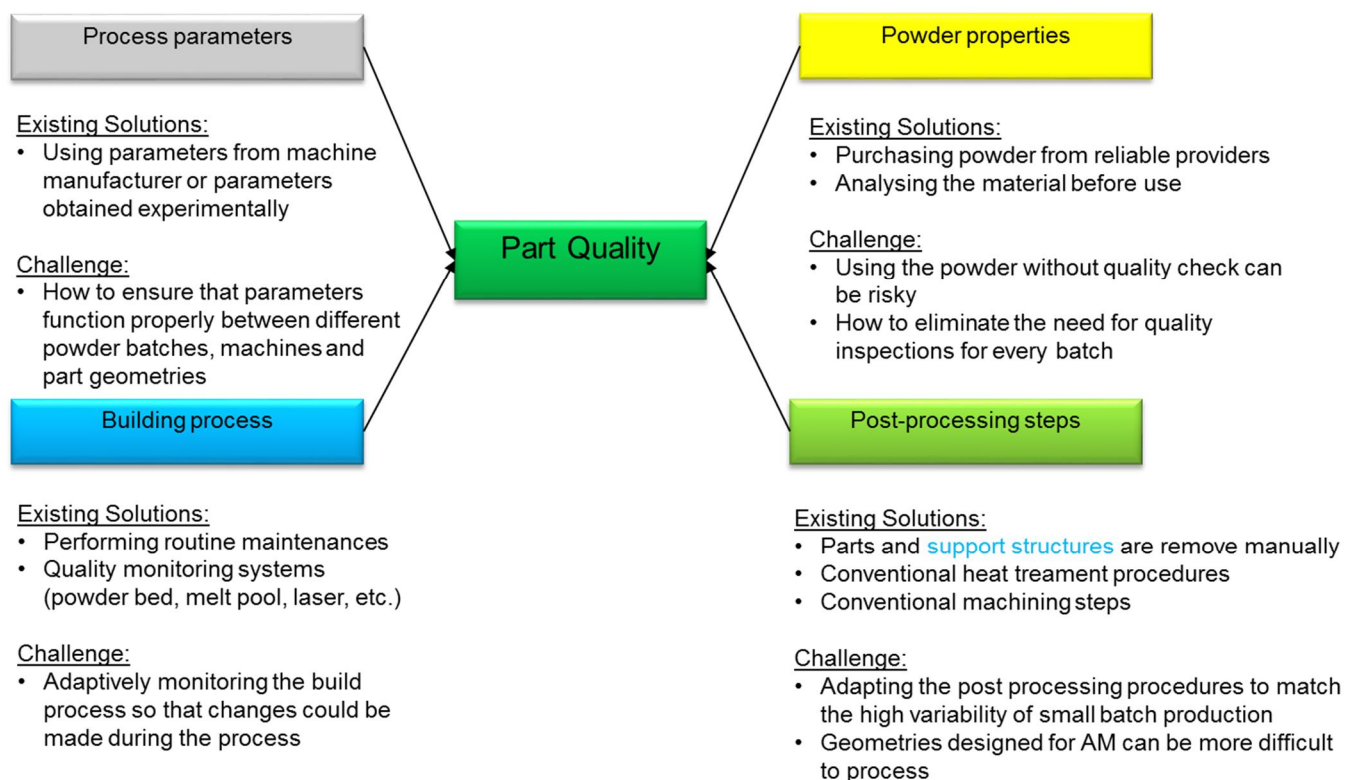 Process parameters
Existing Solutions:
• Using parameters from machine
manufacturer or parameters
obtained experimentally
Challenge:
• How to ensure that parameters
function properly between different
powder batches, machines and
part geometries
Building process
Existing Solutions:
• Performing routine maintenances
• Quality monitoring systems
(powder bed, melt pool, laser, etc.)
Challenge:
• Adaptively monitoring the build
process so that changes could be
made during the process
Part Quality
Powder properties
Existing Solutions:
• Purchasing powder from reliable providers
• Analysing the material before use
Challenge:
• Using the powder without quality check can
be risky
• How to eliminate the need for quality
inspections for every batch
Post-processing steps
Existing Solutions:
• Parts and support structures are remove manually
• Conventional heat treament procedures
• Conventional machining steps
Challenge:
• Adapting the post processing procedures to match
the high variability of small batch production
• Geometries designed for AM can be more difficult
to process